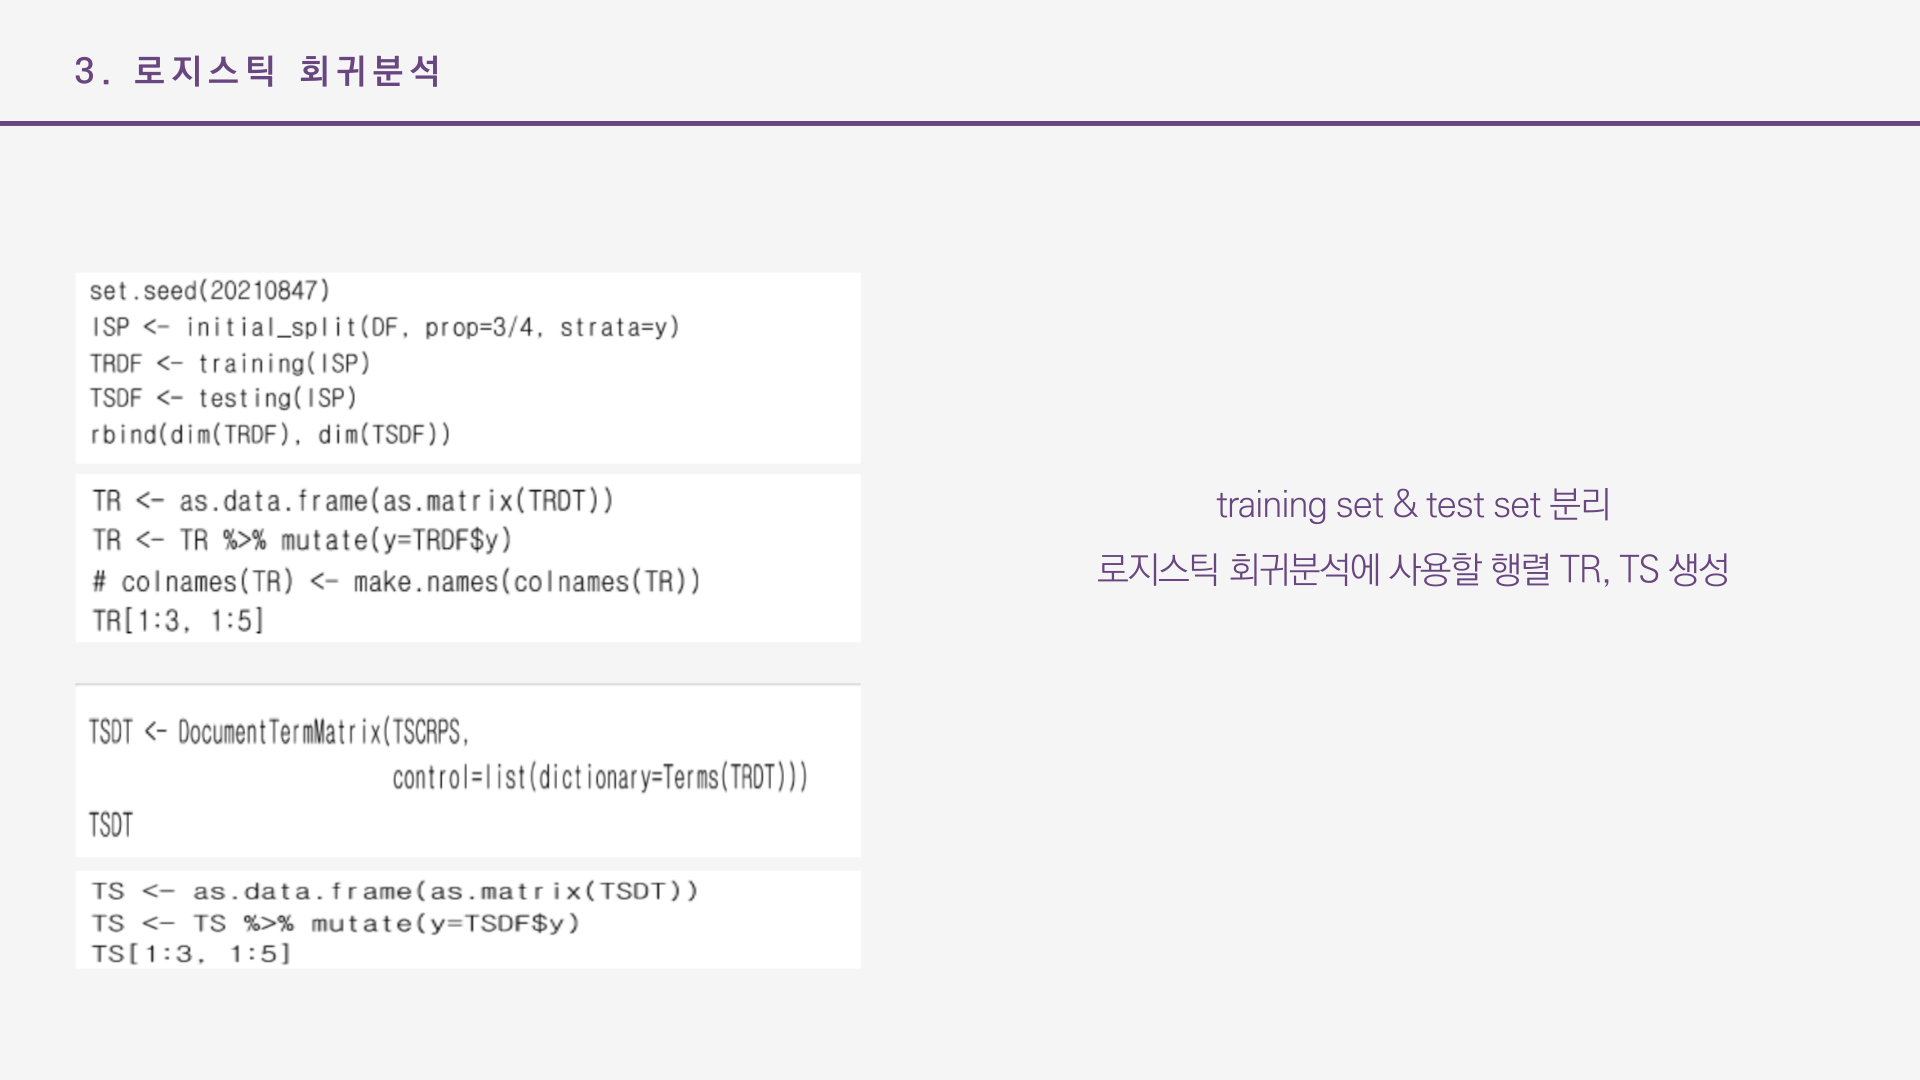 3. 로지스틱 회귀분석
set.seed(20210847)
ISP <- initial_split(DF, prop=3/4, strata=y)
TRDF <- training(ISP)
TSDF <- testing(ISP)
rbind(dim(TRDF), dim(TSDF))
TR <- as.data.frame(as.matrix(TRDT))
TR <- TR %>% mutate(y=TRDF$y)
# colnames(TR) <- make.names(colnames(TR))
TR[1:3, 1:5]
TSDT <- DocumentTermMatrix(TSCRPS,
control=list(dictionary=Terms(TRDT)))
TSDT
TS <- as.data.frame(as.matrix(TSDT))
TS <- TS %>% mutate(y=TSDF$y)
TS[1:3, 1:5]
training set & test set 분리
로지스틱 회귀분석에 사용할 행렬 TR, TS 생성